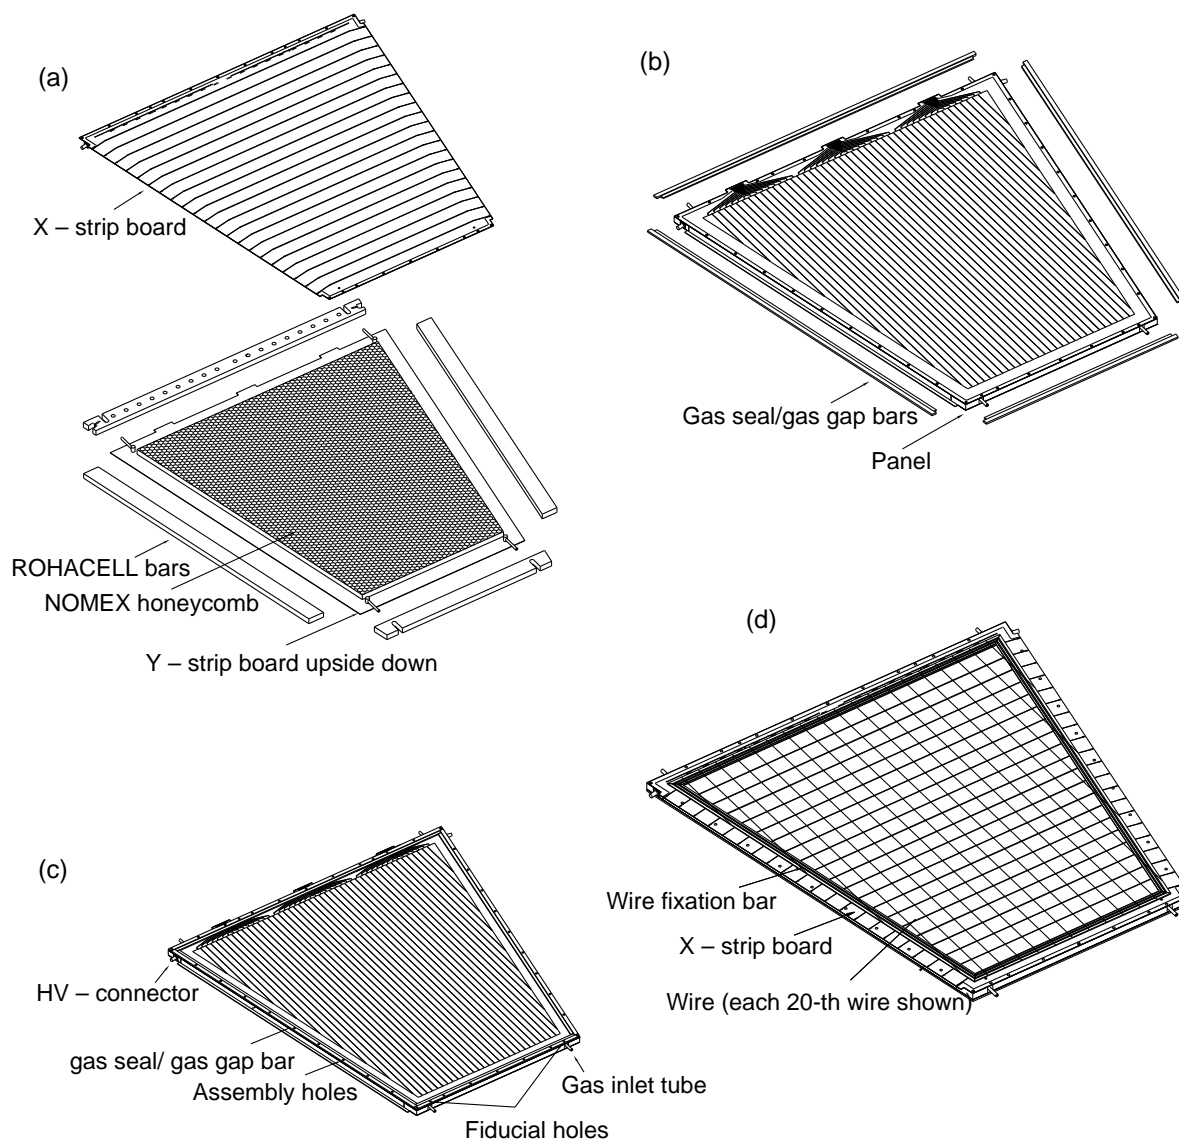 (a)
X – strip board
ROHACELL bars
NOMEX honeycomb
Y – strip board upside down
(b)
Gas seal/gas gap bars
Panel
(c)
HV – connector
gas seal/ gas gap bar
Assembly holes
Gas inlet tube
Fiducial holes
(d)
Wire fixation bar
X – strip board
Wire (each 20-th wire shown)